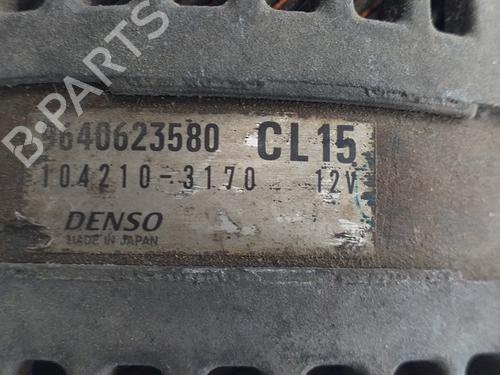 9640623580 CL15
104210-3170 12V
DENSO
MADE IN JAPAN
B-PARTS